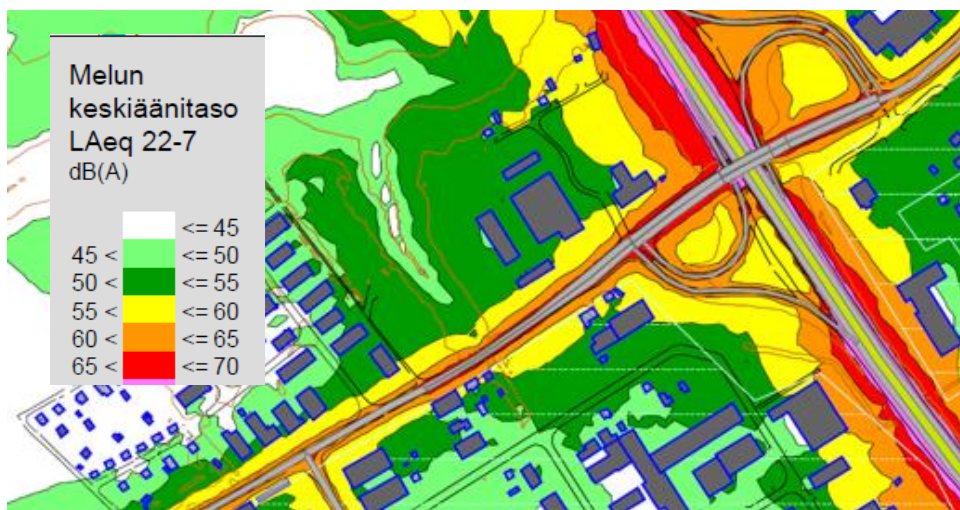 Melun
keskiäänitaso
LAeq 22-7
dB(A)
<= 45
45 < <= 50
50 < <= 55
55 < <= 60
60 < <= 65
65 < <= 70